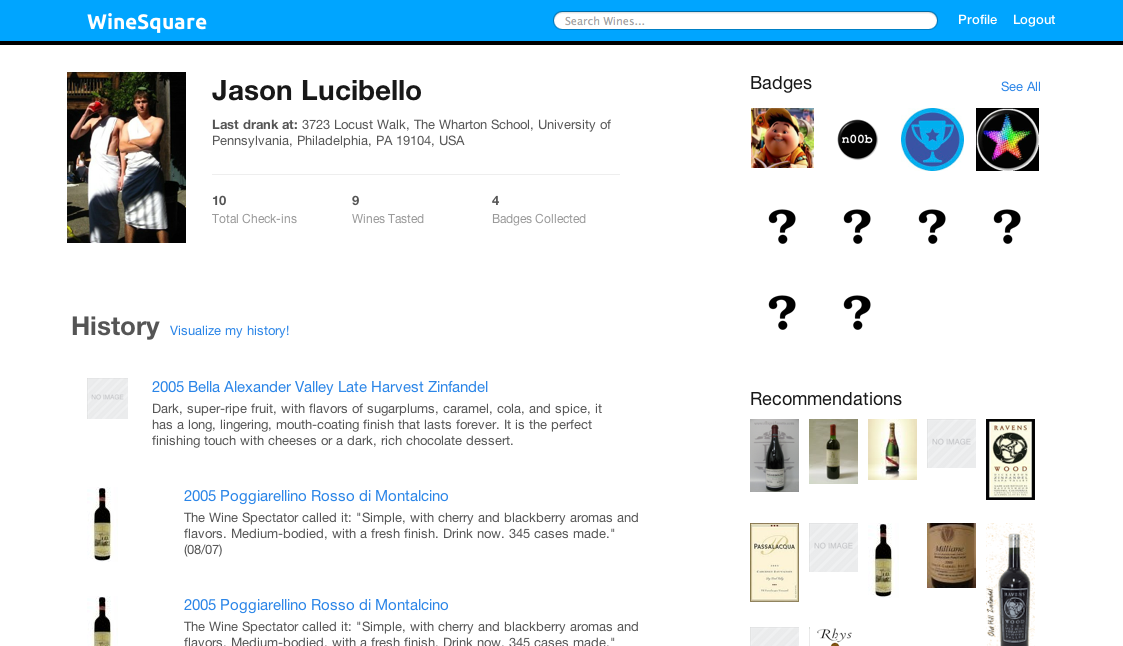 WineSquare
Search Wines...
Profile
Logout
Jason Lucibello
Last drank at: 3723 Locust Walk, The Wharton School, University of
Pennsylvania, Philadelphia, PA 19104, USA
10
Total Check-ins
9
Wines Tasted
4
Badges Collected
Badges
See All
n00b
? ? ? ?
? ?
History
Visualize my history!
NO IMAGE
2005 Bella Alexander Valley Late Harvest Zinfandel
Dark, super-ripe fruit, with flavors of sugarplums, caramel, cola, and spice, it
has a long, lingering, mouth-coating finish that lasts forever. It is the perfect
finishing touch with cheeses or a dark, rich chocolate dessert.
2005 Poggiarellino Rosso di Montalcino
The Wine Spectator called it: "Simple, with cherry and blackberry aromas and
flavors. Medium-bodied, with a fresh finish. Drink now. 345 cases made."
(08/07)
2005 Poggiarellino Rosso di Montalcino
The Wine Spectator called it: "Simple, with cherry and blackberry aromas and
flavors. Medium-bodied, with a fresh finish. Drink now. 345 cases made."
Recommendations
NO IMAGE
RAVENS
WOOD
ZINFANDEL
PASSALACQUA
NO IMAGE
Milliume
RAVENS
WOOD
Old Hill Zinfandel
Rhys